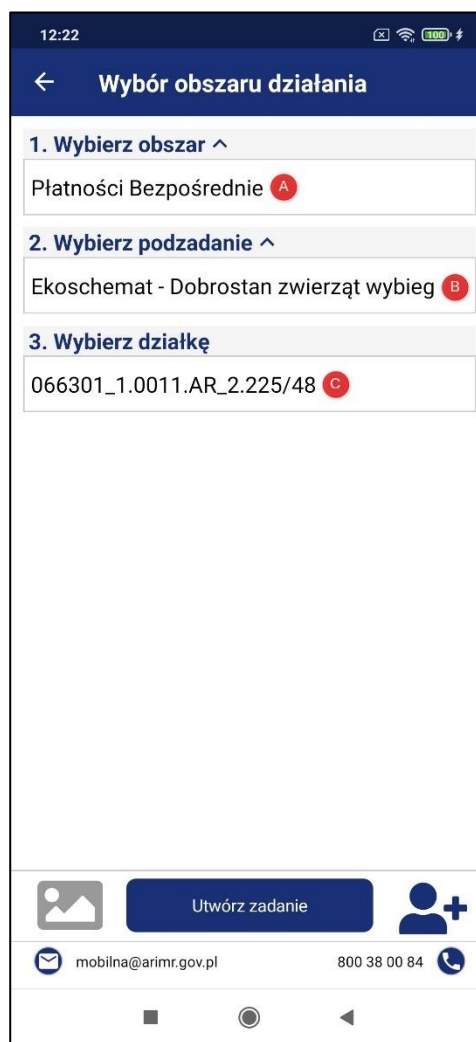 12:22
100
Wybór obszaru działania
1. Wybierz obszar
Płatności Bezpośrednie A
2. Wybierz podzadanie
Ekoschemat - Dobrostan zwierząt wybieg B
3. Wybierz działkę
066301_1.0011.AR_2.225/48 C
Utwórz zadanie
mobilna@arimr.gov.pl 800 38 00 84